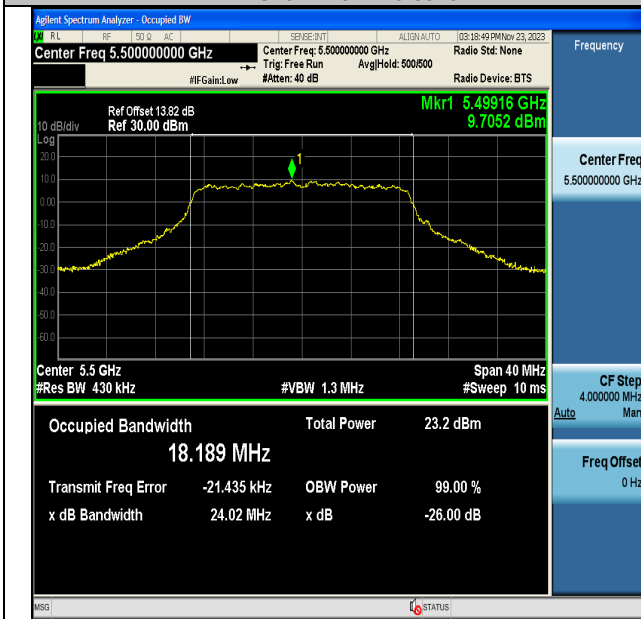 Agilent Spectrum Analyzer - Occupied BW
RL RF 50 Ω AC SENSE:INT ALIGN AUTO 03:18:49 PM Nov 23, 2023
Center Freq 5.500000000 GHz
Center Freq: 5.500000000 GHz
Radio Std: None
Trig: Free Run Avg|Hold: 500/500
#IFGain:Low #Atten: 40 dB Radio Device: BTS
Frequency
Ref Offset 13.82 dB
10 dB/div Ref 30.00 dBm
Mkr1 5.49916 GHz
9.7052 dBm
Log
20.0
10.0
0.00
-10.0
-20.0
-30.0
-40.0
-50.0
-60.0
1
Center 5.5 GHz Span 40 MHz
#Res BW 430 kHz #VBW 1.3 MHz #Sweep 10 ms
Occupied Bandwidth Total Power 23.2 dBm
18.189 MHz
Transmit Freq Error -21.435 kHz OBW Power 99.00 %
x dB Bandwidth 24.02 MHz x dB -26.00 dB
Center Freq
5.500000000 GHz
CF Step
4.000000 MHz
Auto Man
Freq Offset
0 Hz
MSG STATUS